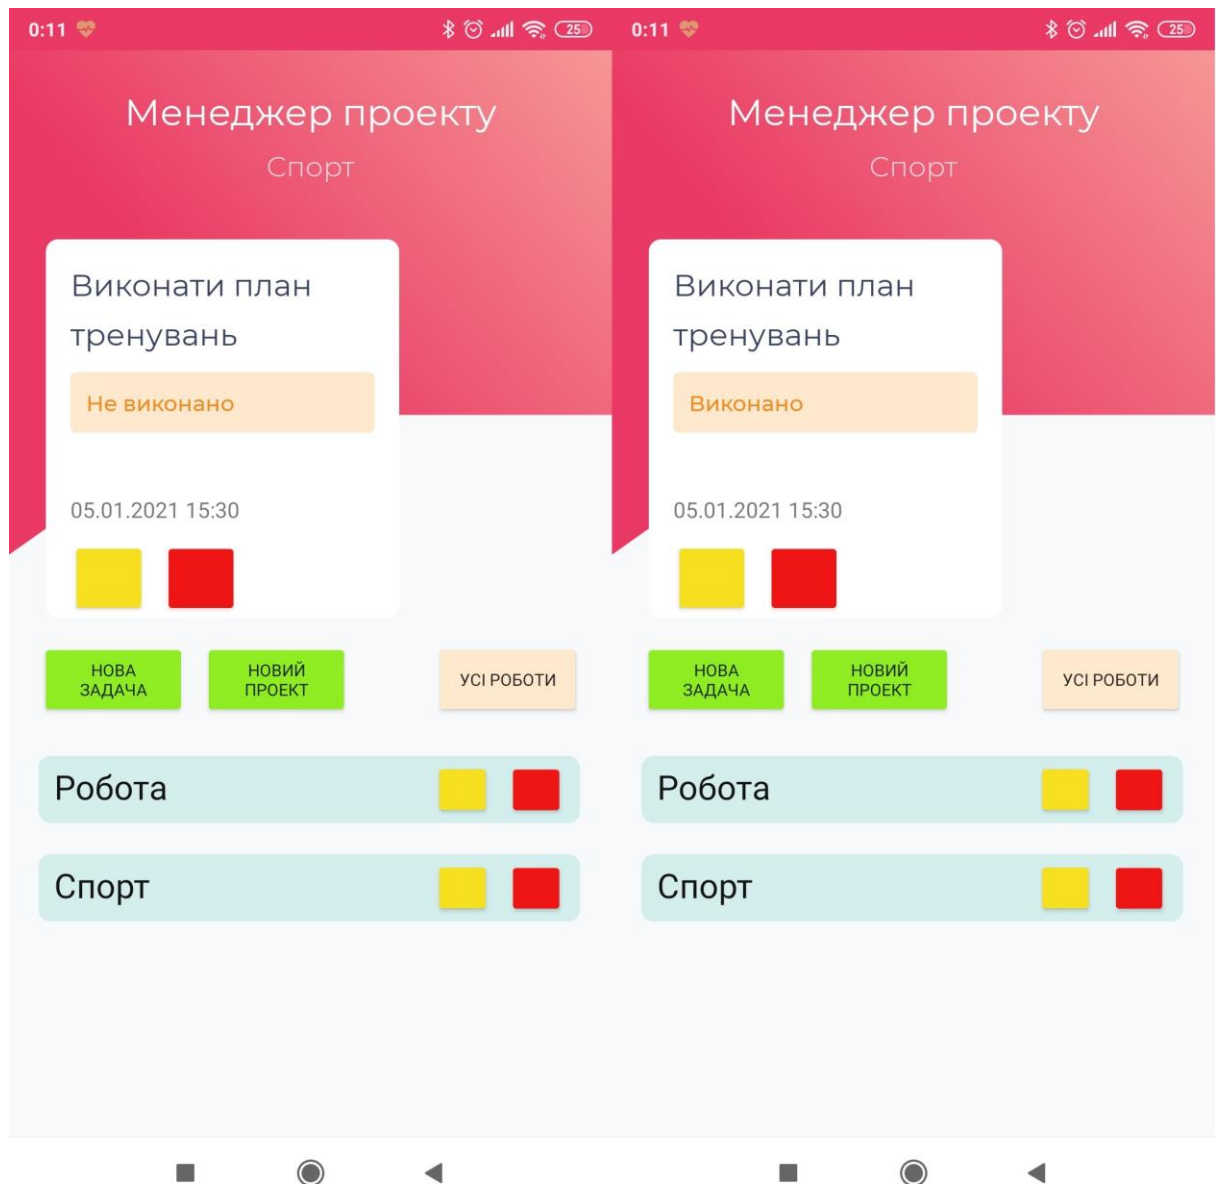 0:11
25
Менеджер проекту
Спорт
Виконати план
тренувань
Не виконано
05.01.2021 15:30
НОВА
ЗАДАЧА
НОВИЙ
ПРОЕКТ
УСІ РОБОТИ
Робота
Спорт
0:11
25
Менеджер проекту
Спорт
Виконати план
тренувань
Виконано
05.01.2021 15:30
НОВА
ЗАДАЧА
НОВИЙ
ПРОЕКТ
УСІ РОБОТИ
Робота
Спорт